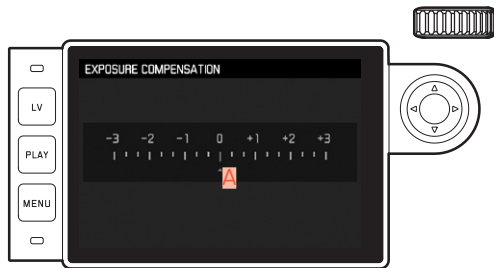 EXPOSURE COMPENSATION
LV
-3 -2 -1 0 +1 +2 +3
PLAY
A
MENU